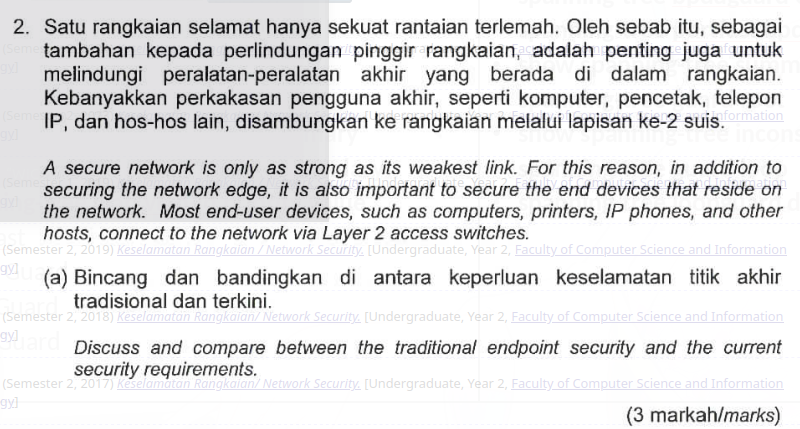 2. Satu rangkaian selamat hanya sekuat rantaian terlemah. Oleh sebab itu, sebagai
tambahan kepada perlindungan pinggir rangkaian, adalah penting juga untuk
melindungi peralatan-peralatan akhir yang berada di dalam rangkaian.
Kebanyakkan perkakasan pengguna akhir, seperti komputer, pencetak, telepon
IP, dan hos-hos lain, disambungkan ke rangkaian melalui lapisan ke-2 suis.
A secure network is only as strong as its weakest link. For this reason, in addition to
securing the network edge, it is also important to secure the end devices that reside on
the network. Most end-user devices, such as computers, printers, IP phones, and other
hosts, connect to the network via Layer 2 access switches.
(Semester 2, 2019) Keselamatan Rangkaian / Network Security. [Undergraduate, Year 2, Faculty of Computer Science and Information
gy]
(a) Bincang dan bandingkan di antara keperluan keselamatan titik akhir
tradisional dan terkini.
(Semester 2, 2018) Keselamatan Rangkaian/ Network Security. [Undergraduate, Year 2, Faculty of Computer Science and Information
gy]
Discuss and compare between the traditional endpoint security and the current
security requirements.
(Semester 2, 2017) Keselamatan Rangkaian/ Network Security. [Undergraduate, Year 2, Faculty of Computer Science and Information
gy]
(3 markah/marks)